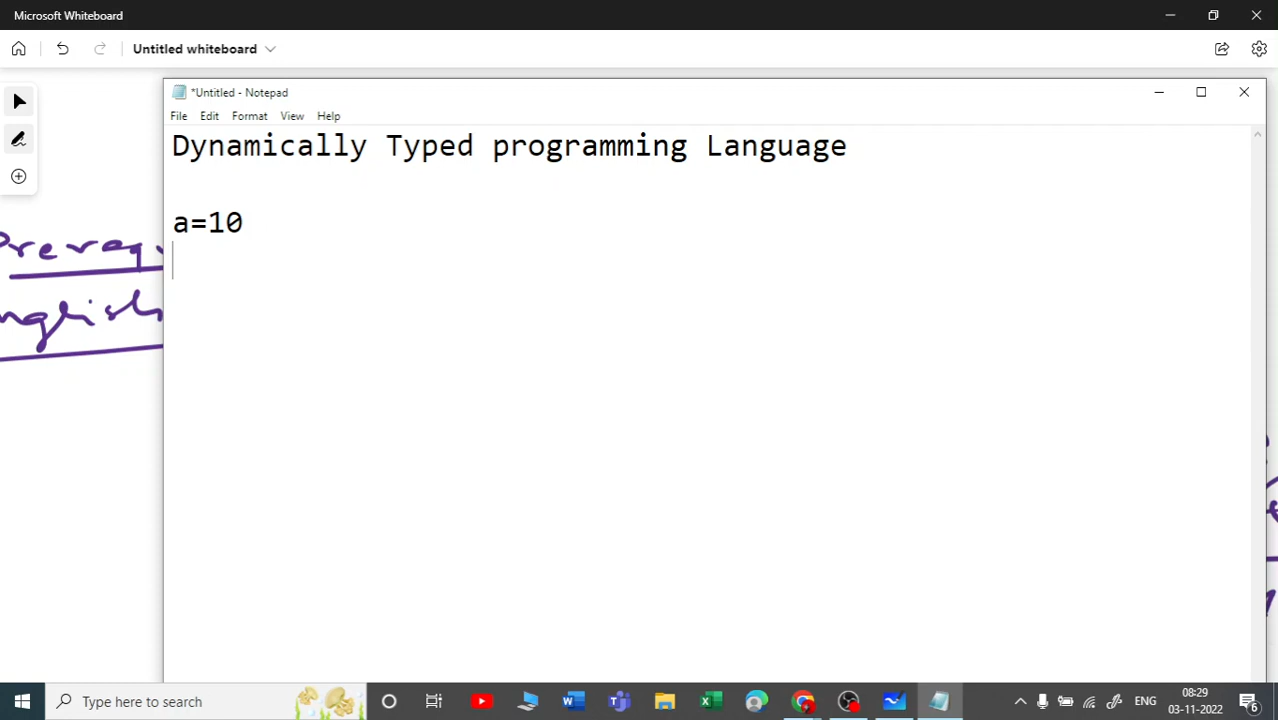 Microsoft Whiteboard
Untitled whiteboard
*Untitled - Notepad
File Edit Format View Help
Dynamically Typed programming Language
a=10
Type here to search
ENG
08:29
03-11-2022
6